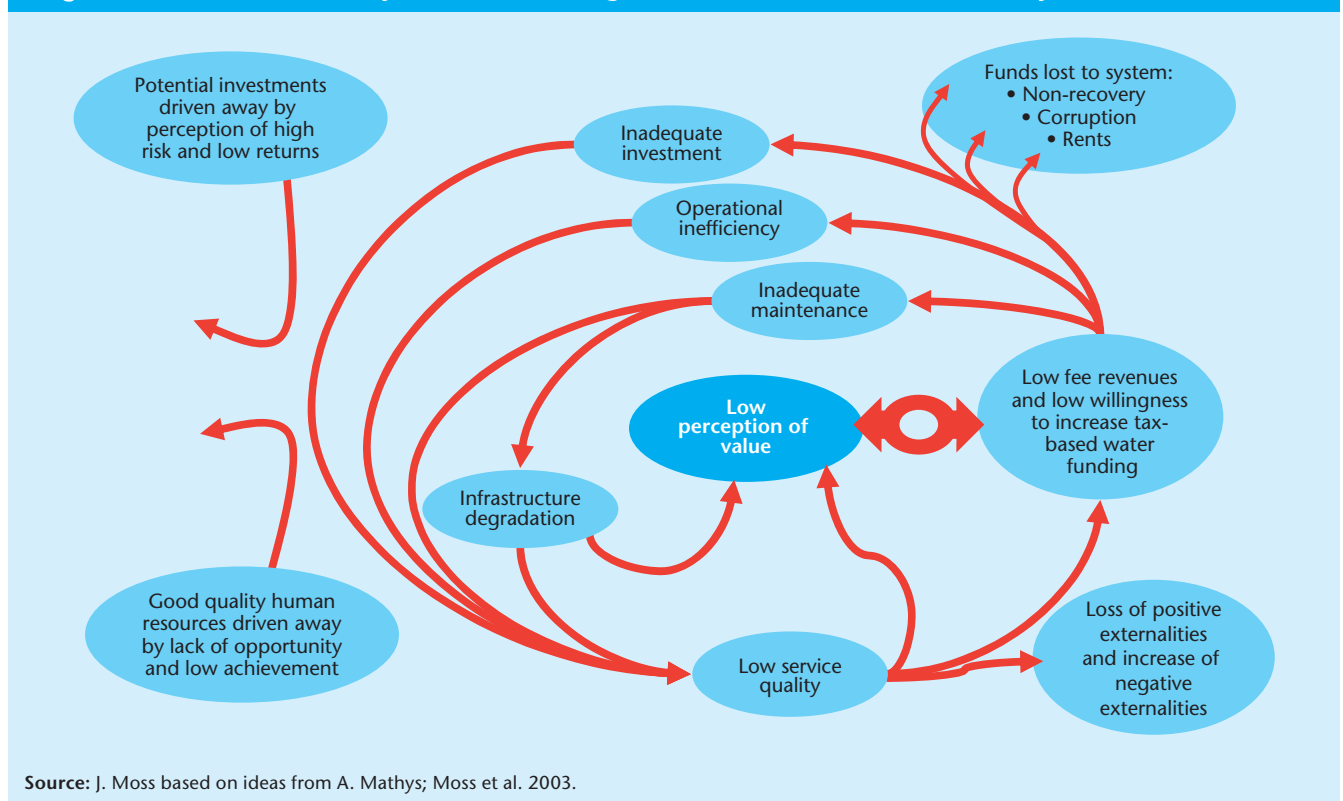 Potential investments
driven away by
perception of high
risk and low returns
Funds lost to system:
• Non-recovery
• Corruption
• Rents
Inadequate
investment
Operational
inefficiency
Inadequate
maintenance
Low
perception of
value
Low fee revenues
and low willingness
to increase tax-
based water
funding
Infrastructure
degradation
Good quality human
resources driven away
by lack of opportunity
and low achievement
Low service
quality
Loss of positive
externalities
and increase of
negative
externalities
Source: J. Moss based on ideas from A. Mathys; Moss et al. 2003.